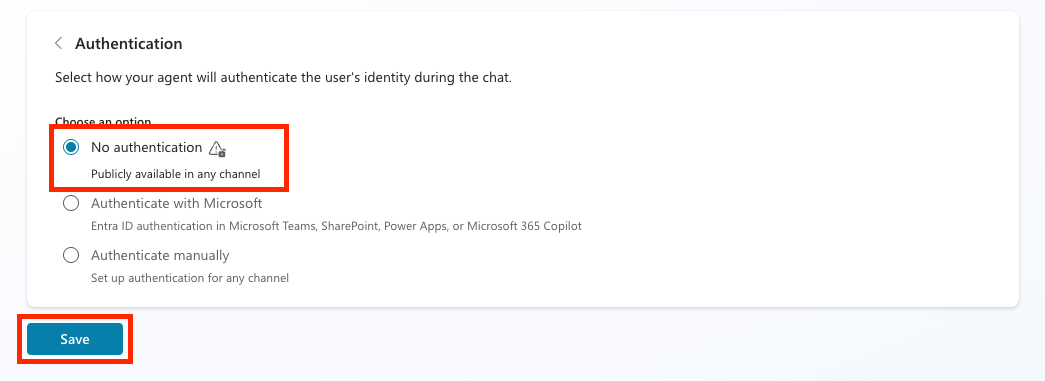 Authentication
Select how your agent will authenticate the user's identity during the chat.
Choose an option
No authentication
Publicly available in any channel
Authenticate with Microsoft
Entra ID authentication in Microsoft Teams, SharePoint, Power Apps, or Microsoft 365 Copilot
Authenticate manually
Set up authentication for any channel
Save